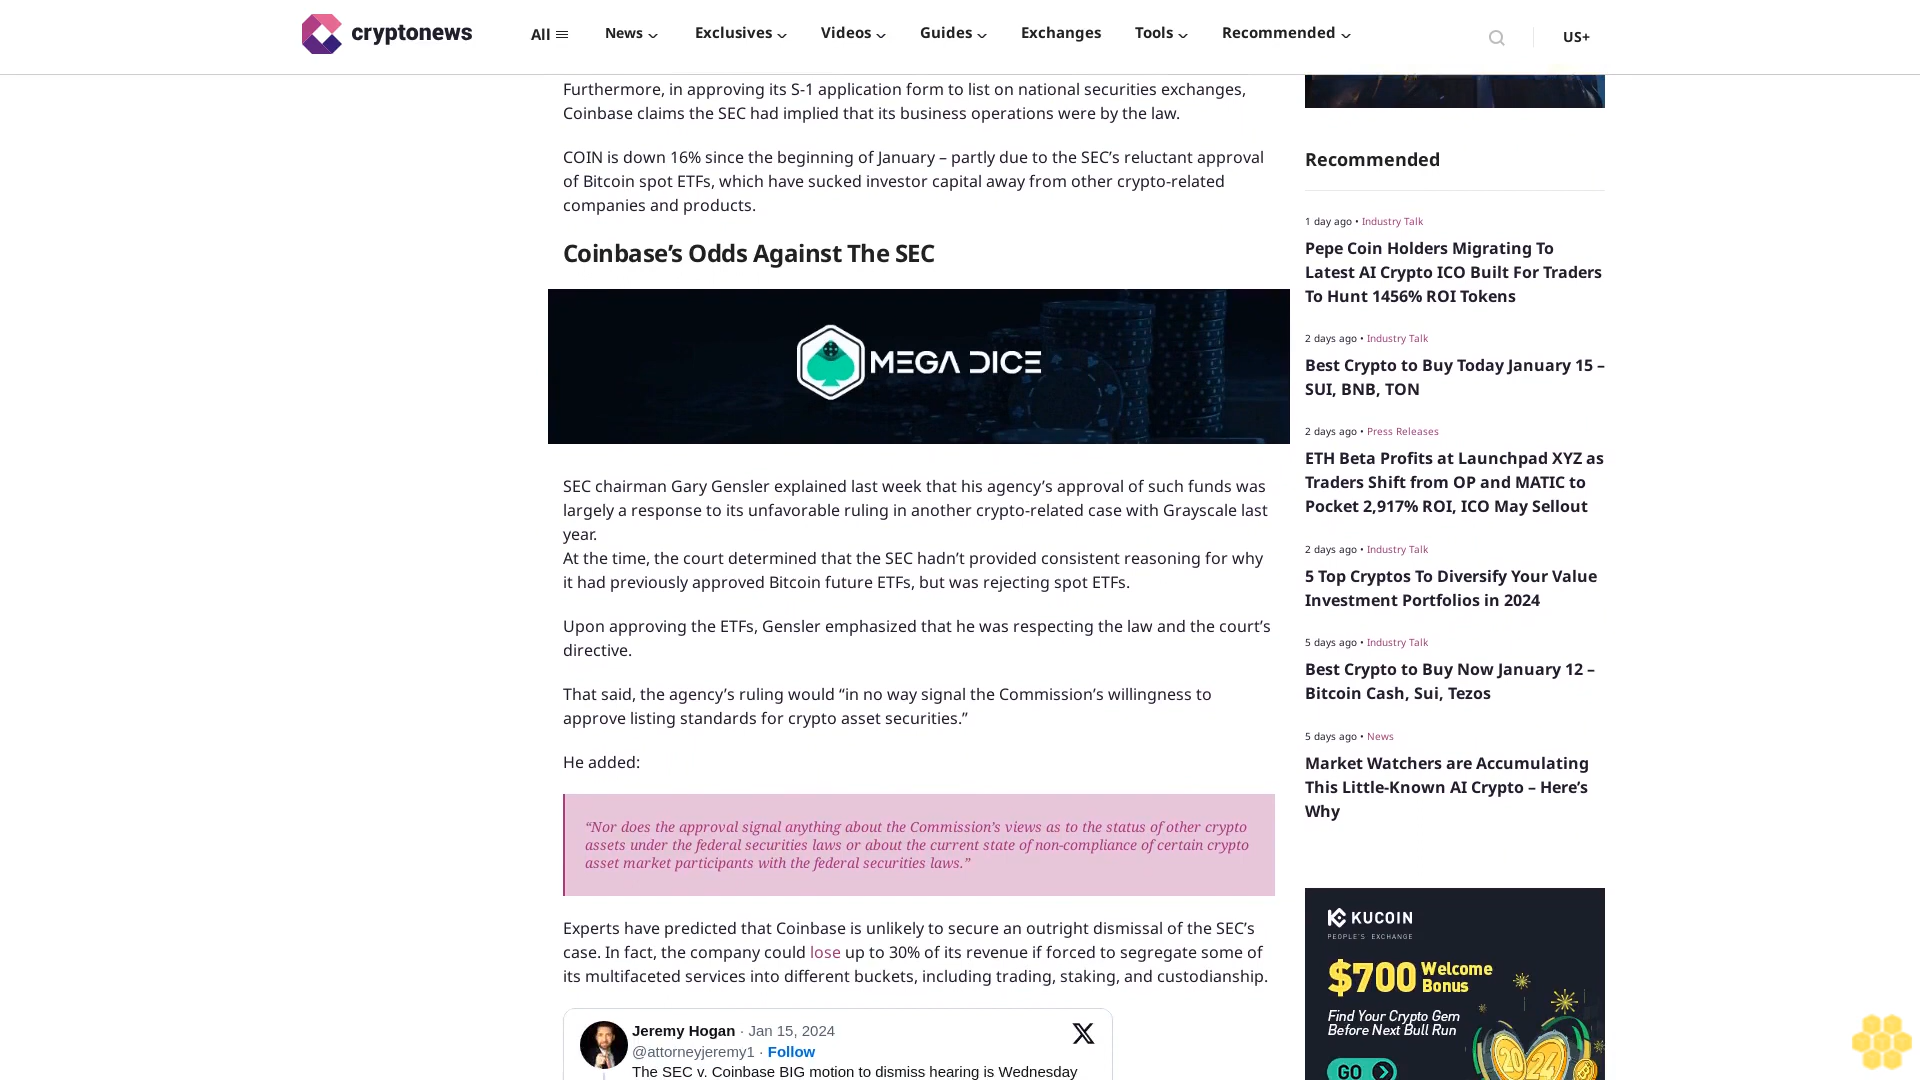 cryptonews
All
News
Exclusives
Videos
Guides
Exchanges
Tools
Recommended
US+
Furthermore, in approving its S-1 application form to list on national securities exchanges,
Coinbase claims the SEC had implied that its business operations were by the law.
COIN is down 16% since the beginning of January – partly due to the SEC’s reluctant approval
of Bitcoin spot ETFs, which have sucked investor capital away from other crypto-related
companies and products.
Coinbase’s Odds Against The SEC
MEGA DICE
SEC chairman Gary Gensler explained last week that his agency’s approval of such funds was
largely a response to its unfavorable ruling in another crypto-related case with Grayscale last
year.
At the time, the court determined that the SEC hadn’t provided consistent reasoning for why
it had previously approved Bitcoin future ETFs, but was rejecting spot ETFs.
Upon approving the ETFs, Gensler emphasized that he was respecting the law and the court’s
directive.
That said, the agency’s ruling would “in no way signal the Commission’s willingness to
approve listing standards for crypto asset securities.”
He added:
“Nor does the approval signal anything about the Commission’s views as to the status of other crypto
assets under the federal securities laws or about the current state of non-compliance of certain crypto
asset market participants with the federal securities laws.”
Experts have predicted that Coinbase is unlikely to secure an outright dismissal of the SEC’s
case. In fact, the company could lose up to 30% of its revenue if forced to segregate some of
its multifaceted services into different buckets, including trading, staking, and custodianship.
Jeremy Hogan · Jan 15, 2024
@attorneyjeremy1 · Follow
The SEC v. Coinbase BIG motion to dismiss hearing is Wednesday
Recommended
1 day ago • Industry Talk
Pepe Coin Holders Migrating To
Latest AI Crypto ICO Built For Traders
To Hunt 1456% ROI Tokens
2 days ago • Industry Talk
Best Crypto to Buy Today January 15 –
SUI, BNB, TON
2 days ago • Press Releases
ETH Beta Profits at Launchpad XYZ as
Traders Shift from OP and MATIC to
Pocket 2,917% ROI, ICO May Sellout
2 days ago • Industry Talk
5 Top Cryptos To Diversify Your Value
Investment Portfolios in 2024
5 days ago • Industry Talk
Best Crypto to Buy Now January 12 –
Bitcoin Cash, Sui, Tezos
5 days ago • News
Market Watchers are Accumulating
This Little-Known AI Crypto – Here’s
Why
KUCOIN
PEOPLE'S EXCHANGE
$700 Welcome
Bonus
Find Your Crypto Gem
Before Next Bull Run
GO
20 24